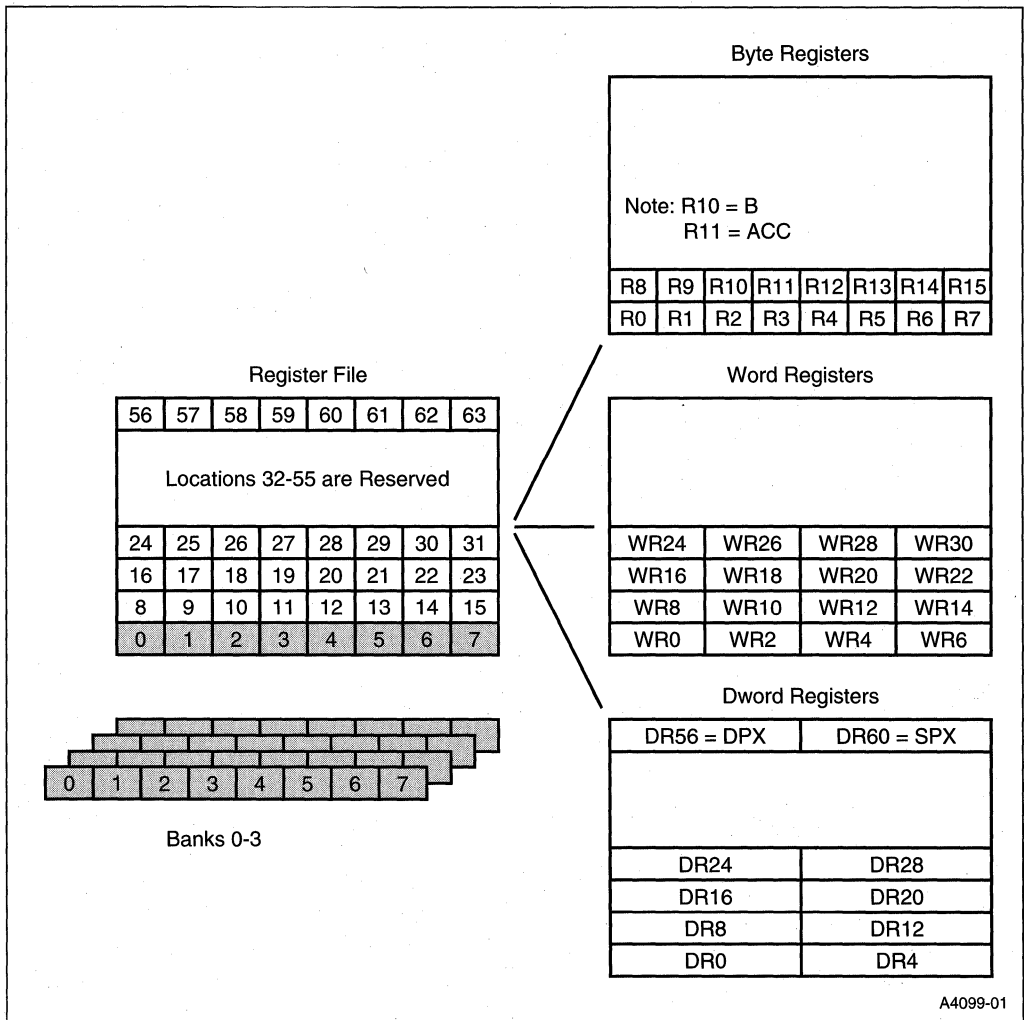 Byte Registers
Note: R10 = B
R11 = ACC
R8 R9 R10 R11 R12 R13 R14 R15
R0 R1 R2 R3 R4 R5 R6 R7
Register File
56 57 58 59 60 61 62 63
Locations 32-55 are Reserved
24 25 26 27 28 29 30 31
16 17 18 19 20 21 22 23
8 9 10 11 12 13 14 15
0 1 2 3 4 5 6 7
0 1 2 3 4 5 6 7
Banks 0-3
Word Registers
WR24 WR26 WR28 WR30
WR16 WR18 WR20 WR22
WR8 WR10 WR12 WR14
WR0 WR2 WR4 WR6
Dword Registers
DR56 = DPX DR60 = SPX
DR24 DR28
DR16 DR20
DR8 DR12
DR0 DR4
A4099-01